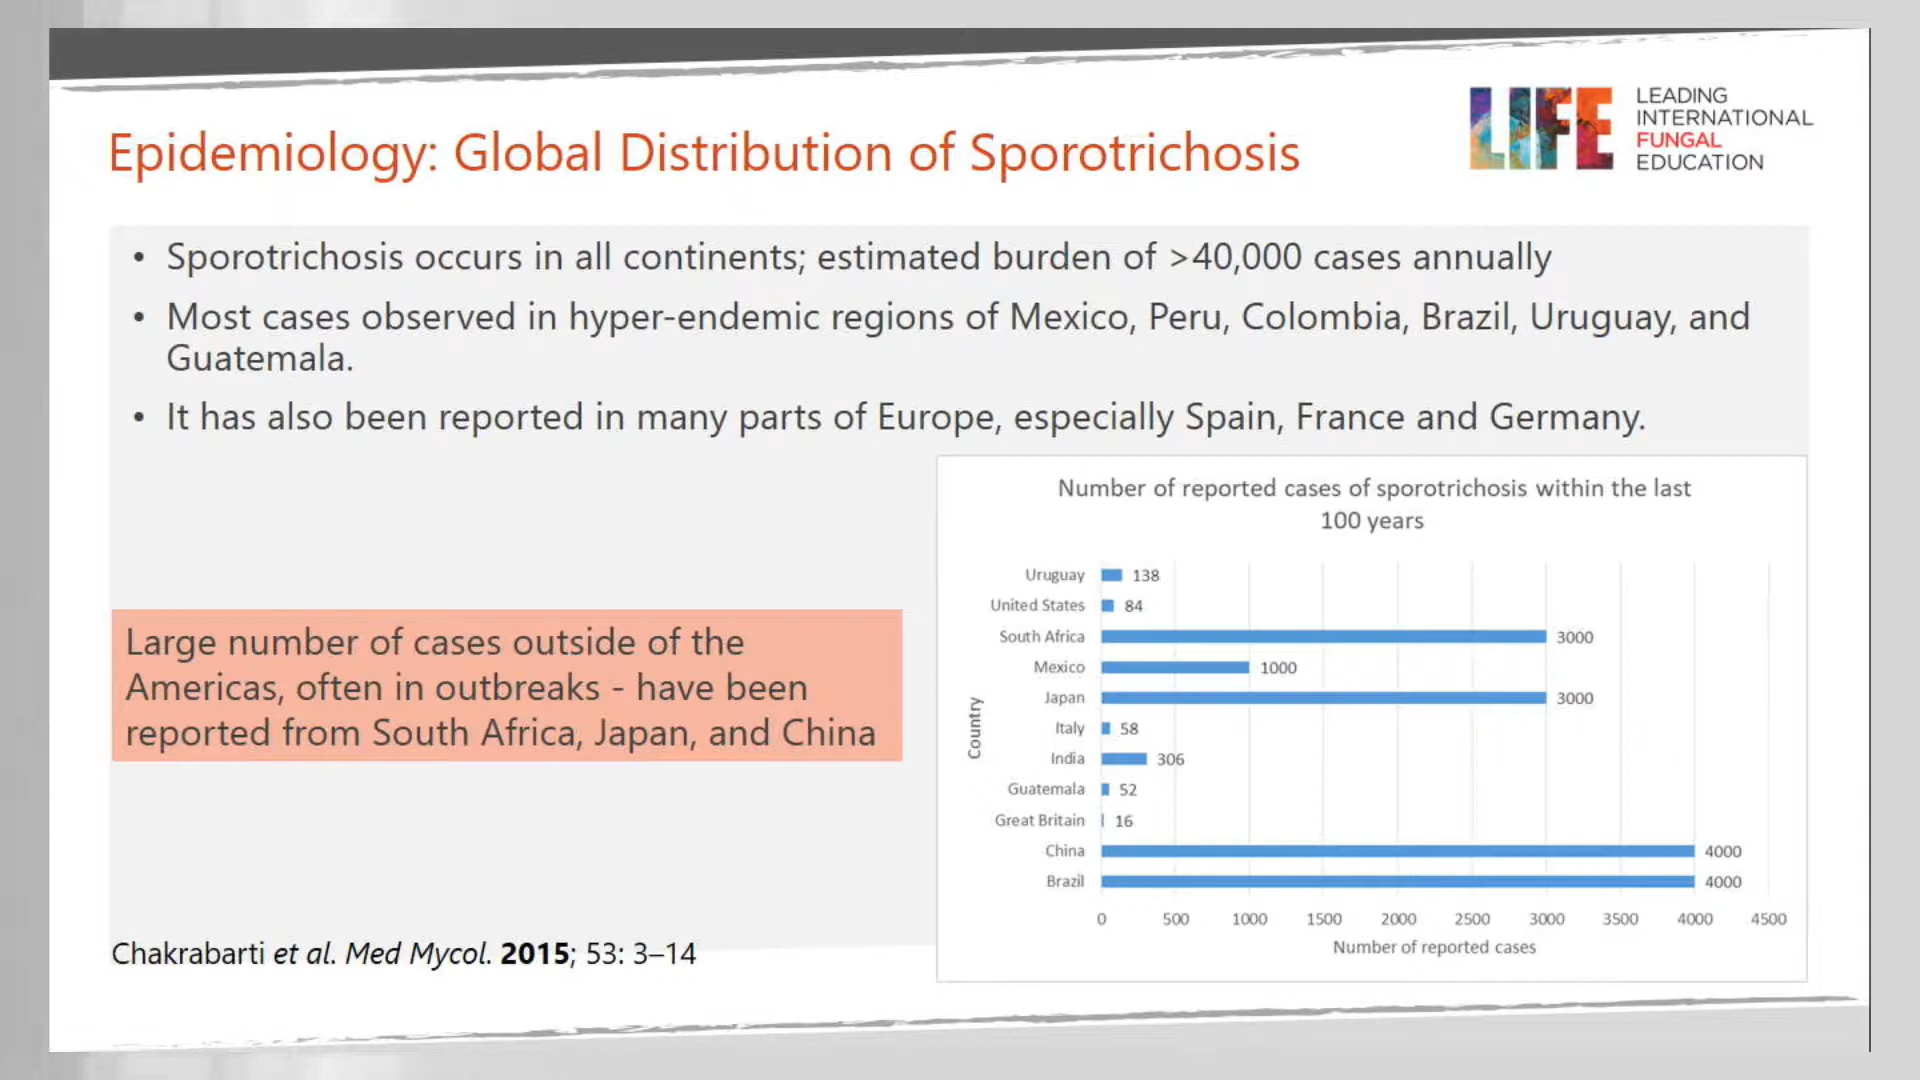 Epidemiology: Global Distribution of Sporotrichosis
LIFE
LEADING
INTERNATIONAL
FUNGAL
EDUCATION
• Sporotrichosis occurs in all continents; estimated burden of >40,000 cases annually
• Most cases observed in hyper-endemic regions of Mexico, Peru, Colombia, Brazil, Uruguay, and
Guatemala.
• It has also been reported in many parts of Europe, especially Spain, France and Germany.
Large number of cases outside of the
Americas, often in outbreaks - have been
reported from South Africa, Japan, and China
Number of reported cases of sporotrichosis within the last
100 years
Country
Uruguay 138
United States 84
South Africa 3000
Mexico 1000
Japan 3000
Italy 58
India 306
Guatemala 52
Great Britain 16
China 4000
Brazil 4000
0 500 1000 1500 2000 2500 3000 3500 4000 4500
Number of reported cases
Chakrabarti et al. Med Mycol. 2015; 53: 3–14